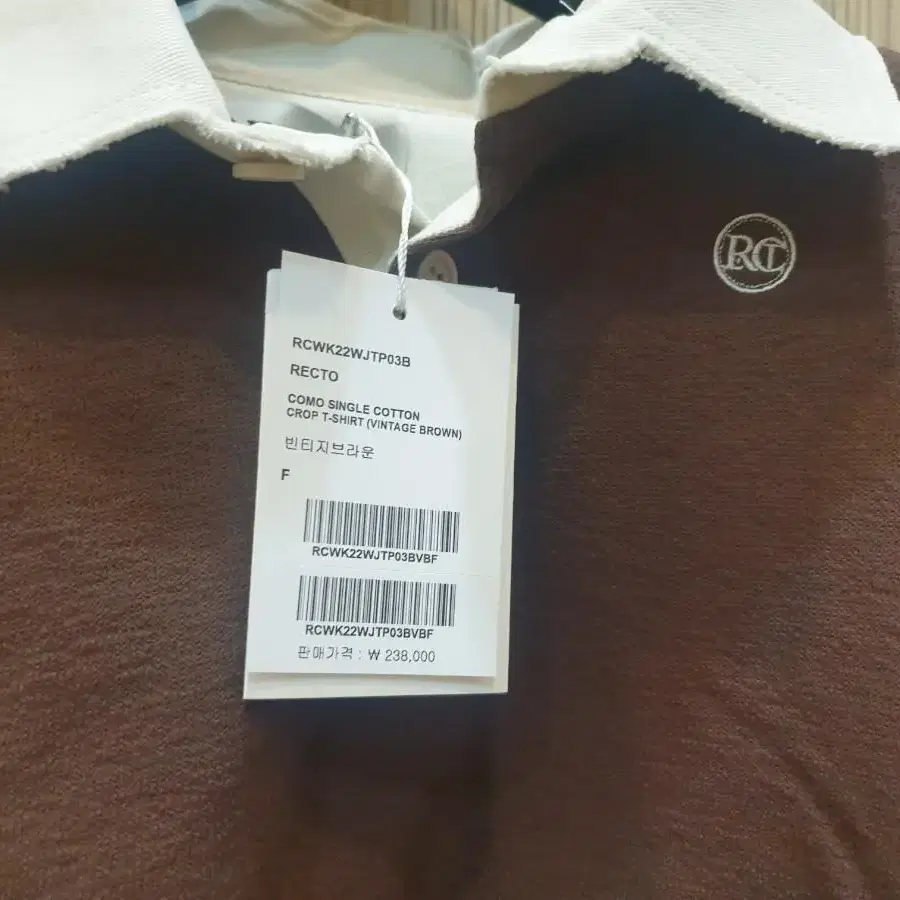 RCT
RCWK22WJTP03B
RECTO
COMO SINGLE COTTON
CROP T-SHIRT (VINTAGE BROWN)
빈티지브라운
F
RCWK22WJTP03BVBF
RCWK22WJTP03BVBF
판매가격 : ₩ 238,000